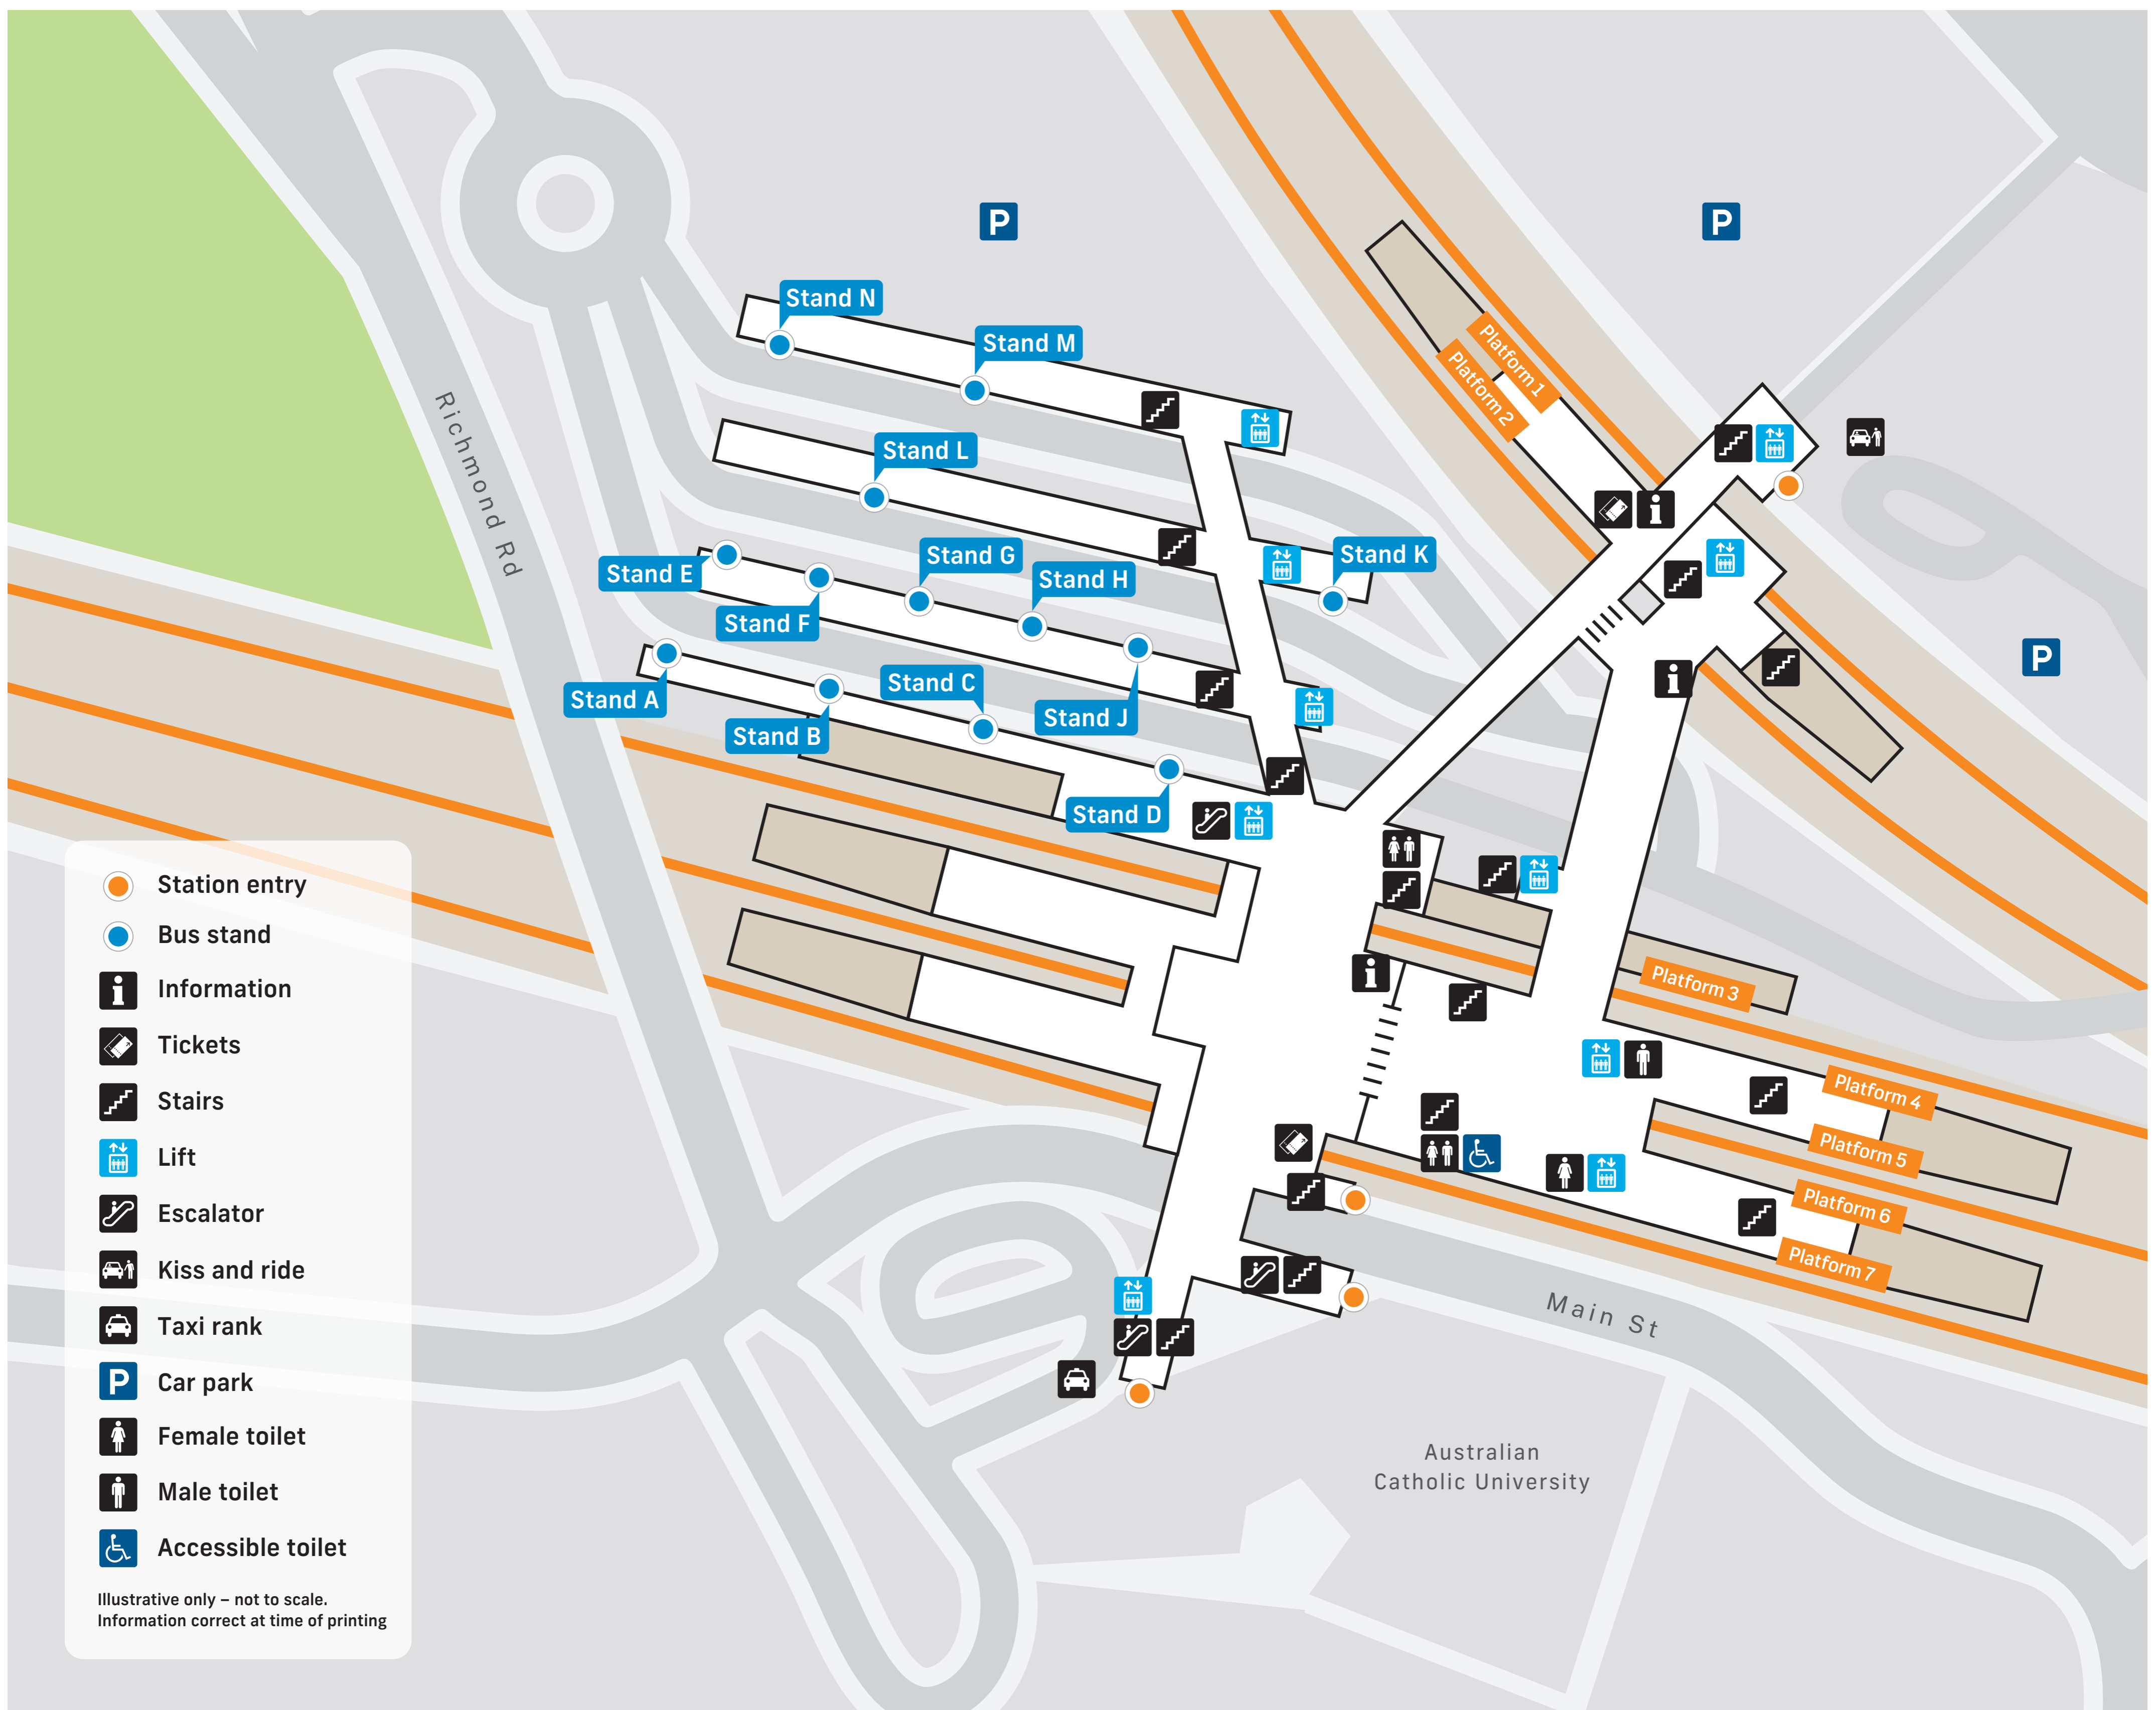 P
P
Stand N
Stand M
Platform 1
Platform 2
Stand L
Richmond Rd
Stand G
Stand K
Stand E
Stand H
Stand F
P
Stand C
Stand A
Stand J
Stand B
Stand D
Platform 3
Platform 4
Platform 5
Platform 6
Platform 7
Main St
Australian
Catholic University
Station entry
Bus stand
Information
Tickets
Stairs
Lift
Escalator
Kiss and ride
Taxi rank
P Car park
Female toilet
Male toilet
Accessible toilet
Illustrative only – not to scale.
Information correct at time of printing